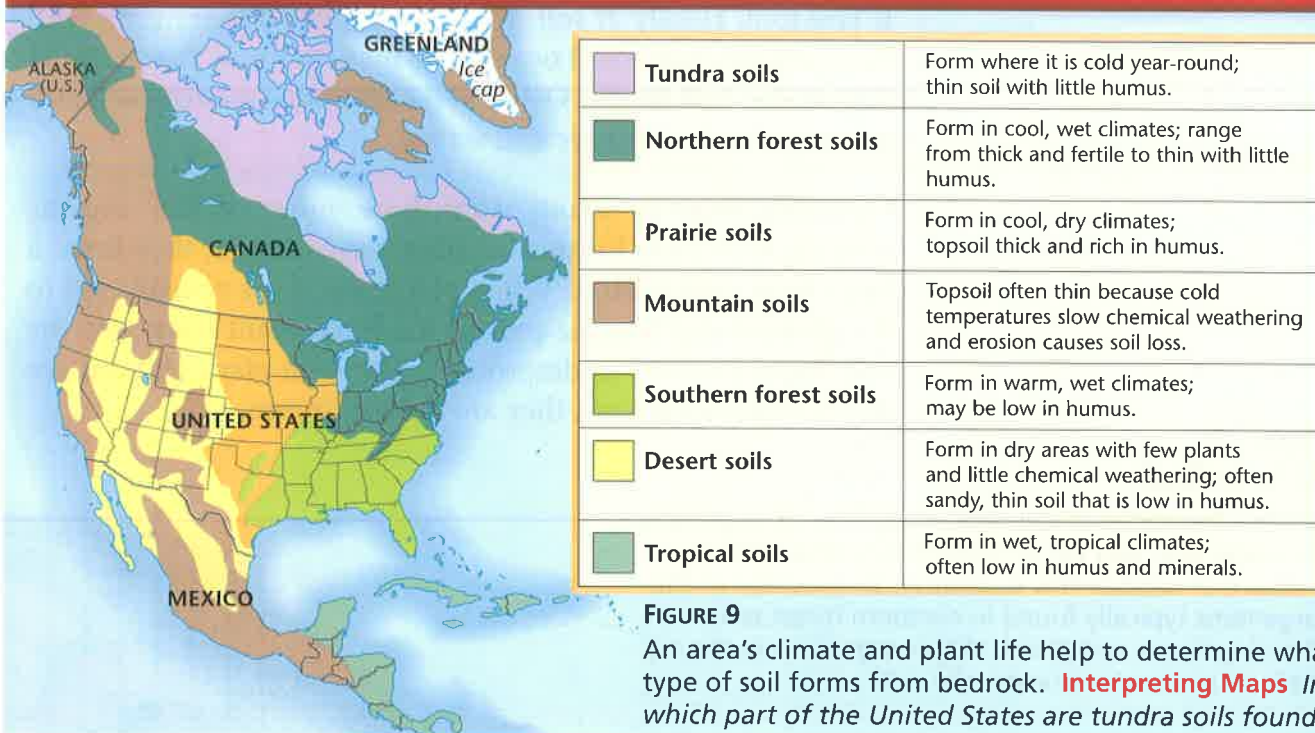 GREENLAND
Ice
cap
ALASKA
(U.S.)
CANADA
UNITED STATES
MEXICO
Tundra soils
Form where it is cold year-round;
thin soil with little humus.
Northern forest soils
Form in cool, wet climates; range
from thick and fertile to thin with little
humus.
Prairie soils
Form in cool, dry climates;
topsoil thick and rich in humus.
Mountain soils
Topsoil often thin because cold
temperatures slow chemical weathering
and erosion causes soil loss.
Southern forest soils
Form in warm, wet climates;
may be low in humus.
Desert soils
Form in dry areas with few plants
and little chemical weathering; often
sandy, thin soil that is low in humus.
Tropical soils
Form in wet, tropical climates;
often low in humus and minerals.
FIGURE 9
An area's climate and plant life help to determine wha
type of soil forms from bedrock. Interpreting Maps I
which part of the United States are tundra soils found